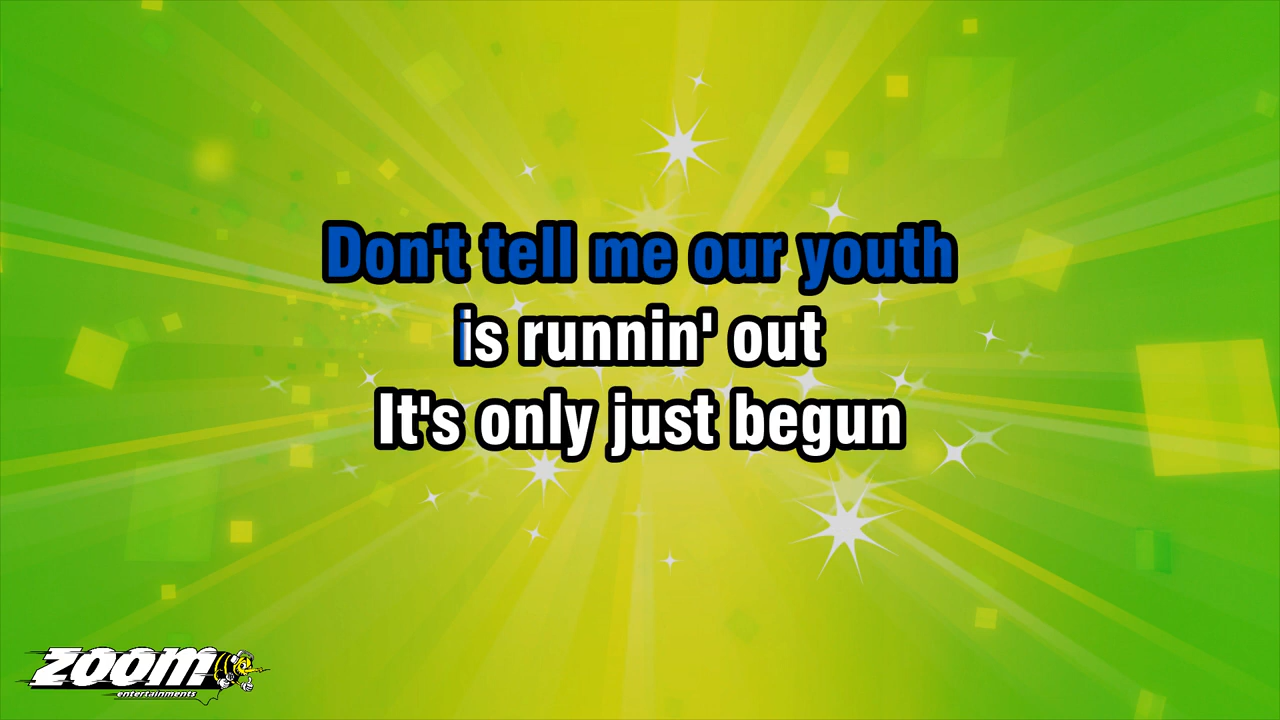 Don't tell me our youth
is runnin' out
It's only just begun
zoom
entertainments